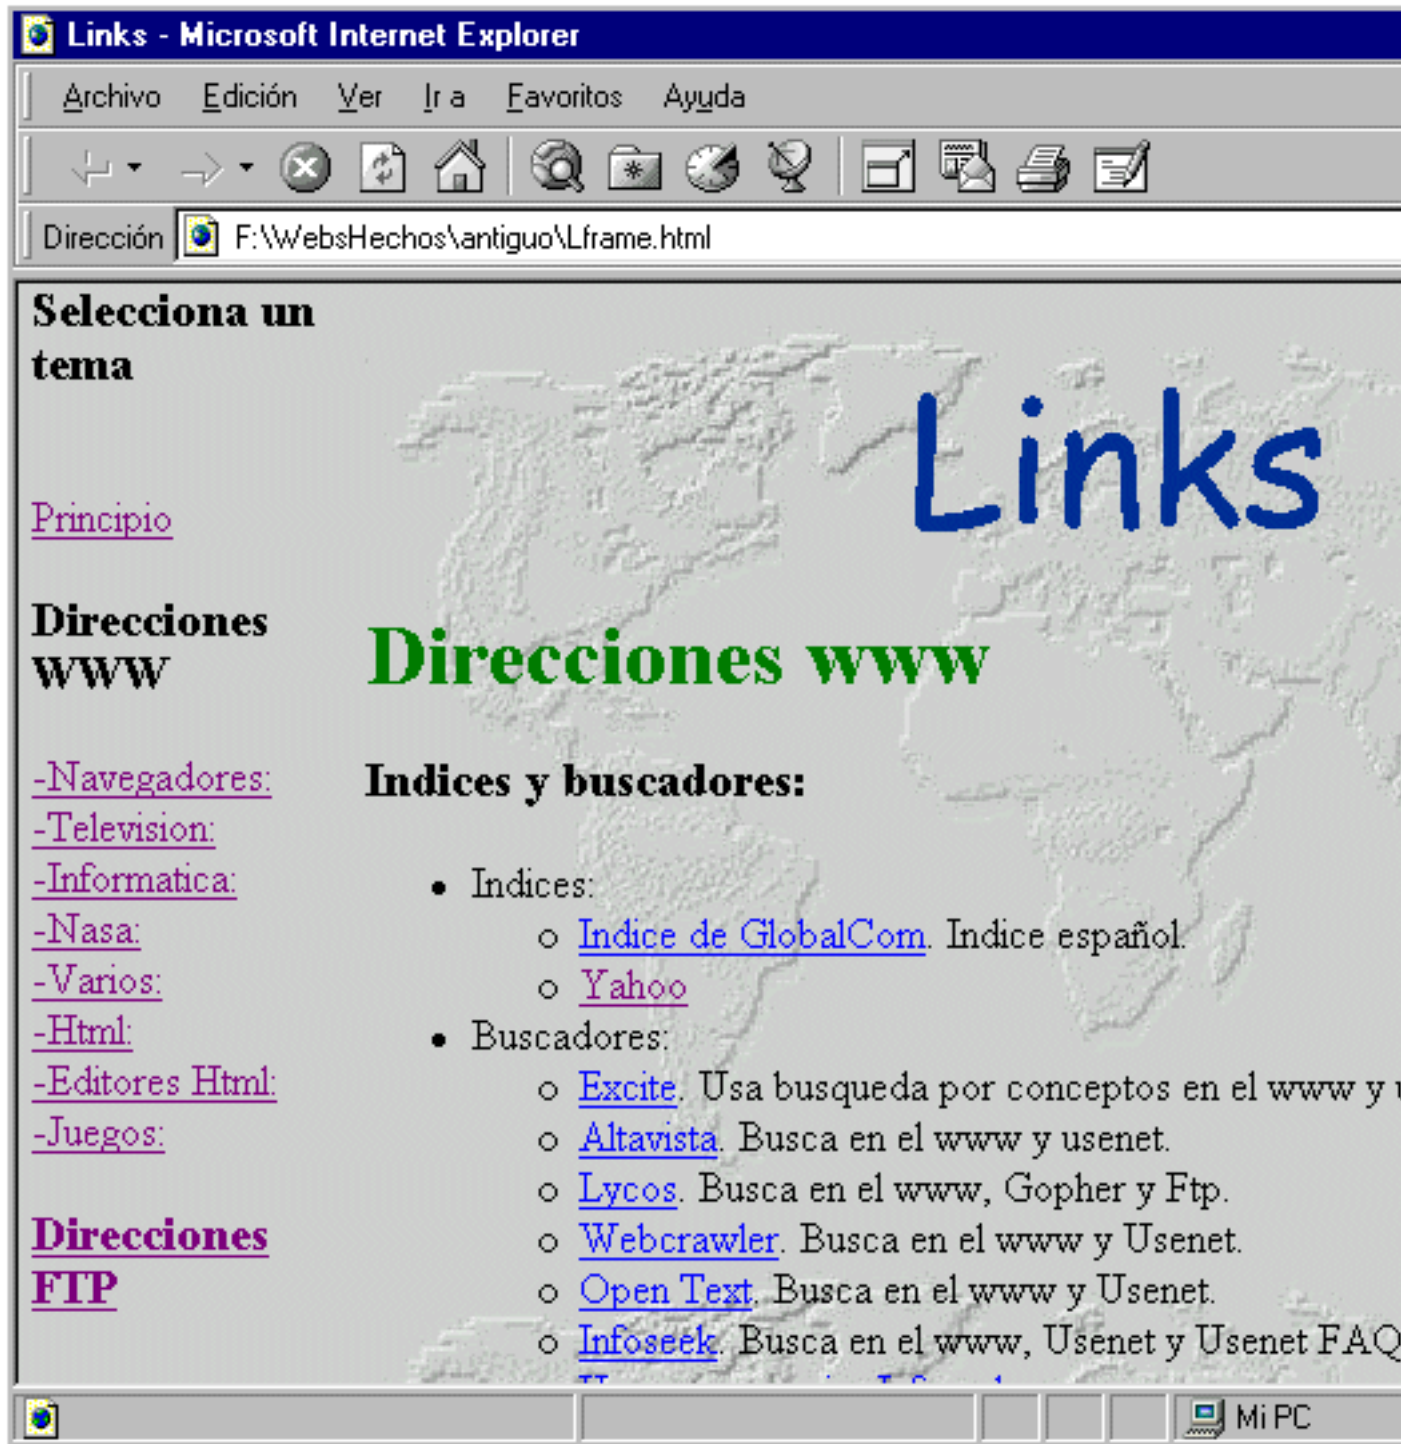 Links - Microsoft Internet Explorer
Archivo Edición Ver Ir a Favoritos Ayuda
Dirección F:\WebsHechos\antiguo\Lframe.html
Selecciona un
tema
Principio
Direcciones
WWW
-Navegadores:
-Television:
-Informatica:
-Nasa:
-Varios:
-Html:
-Editores Html:
-Juegos:
Direcciones
FTP
Links
Direcciones www
Indices y buscadores:
Indices:
Indice de GlobalCom. Indice español.
Yahoo
Buscadores:
Excite. Usa busqueda por conceptos en el www y
Altavista. Busca en el www y usenet.
Lycos. Busca en el www, Gopher y Ftp.
Webcrawler. Busca en el www y Usenet.
Open Text. Busca en el www y Usenet.
Infoseek. Busca en el www, Usenet y Usenet FAQ
Mi PC